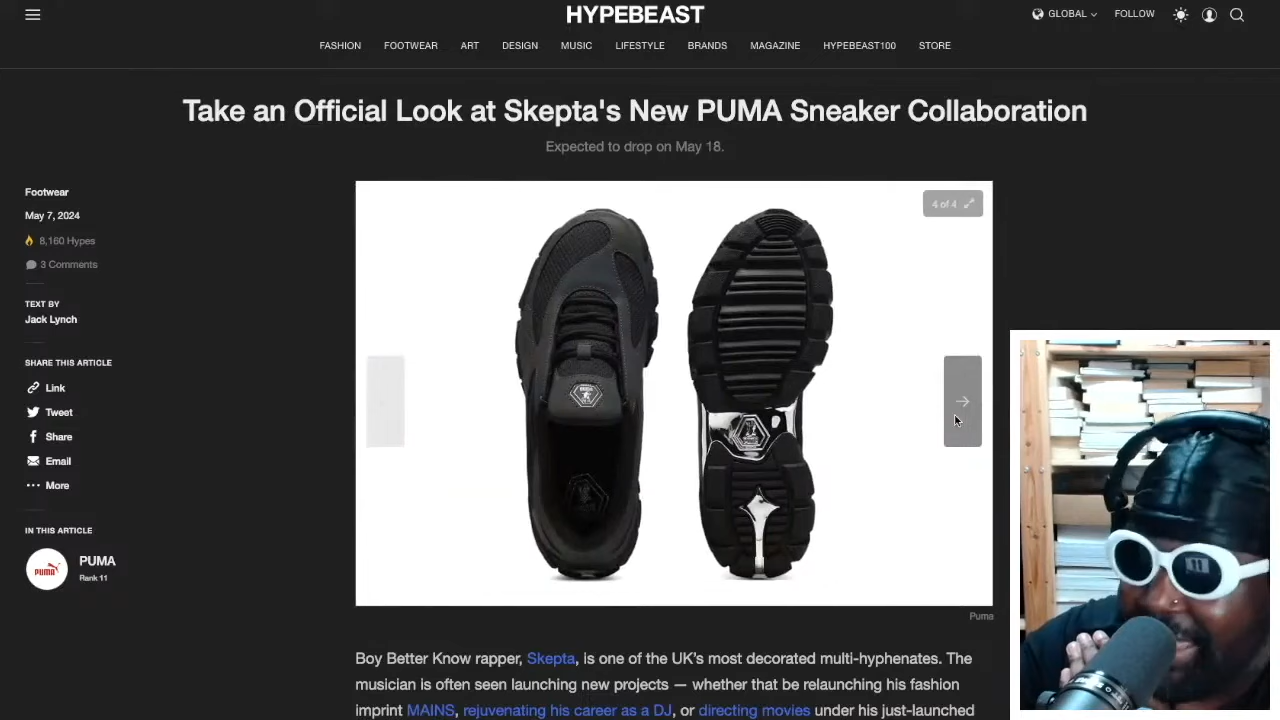 HYPEBEAST
GLOBAL
FOLLOW
FASHION
FOOTWEAR
ART
DESIGN
MUSIC
LIFESTYLE
BRANDS
MAGAZINE
HYPEBEAST100
STORE
Take an Official Look at Skepta's New PUMA Sneaker Collaboration
Expected to drop on May 18.
Footwear
May 7, 2024
8,160 Hypes
3 Comments
TEXT BY
Jack Lynch
SHARE THIS ARTICLE
Link
Tweet
Share
Email
More
IN THIS ARTICLE
PUMA
PUMA
Rank 11
4 of 4
Puma
Boy Better Know rapper, Skepta, is one of the UK's most decorated multi-hyphenates. The
musician is often seen launching new projects — whether that be relaunching his fashion
imprint MAINS, rejuvenating his career as a DJ, or directing movies under his just-launched